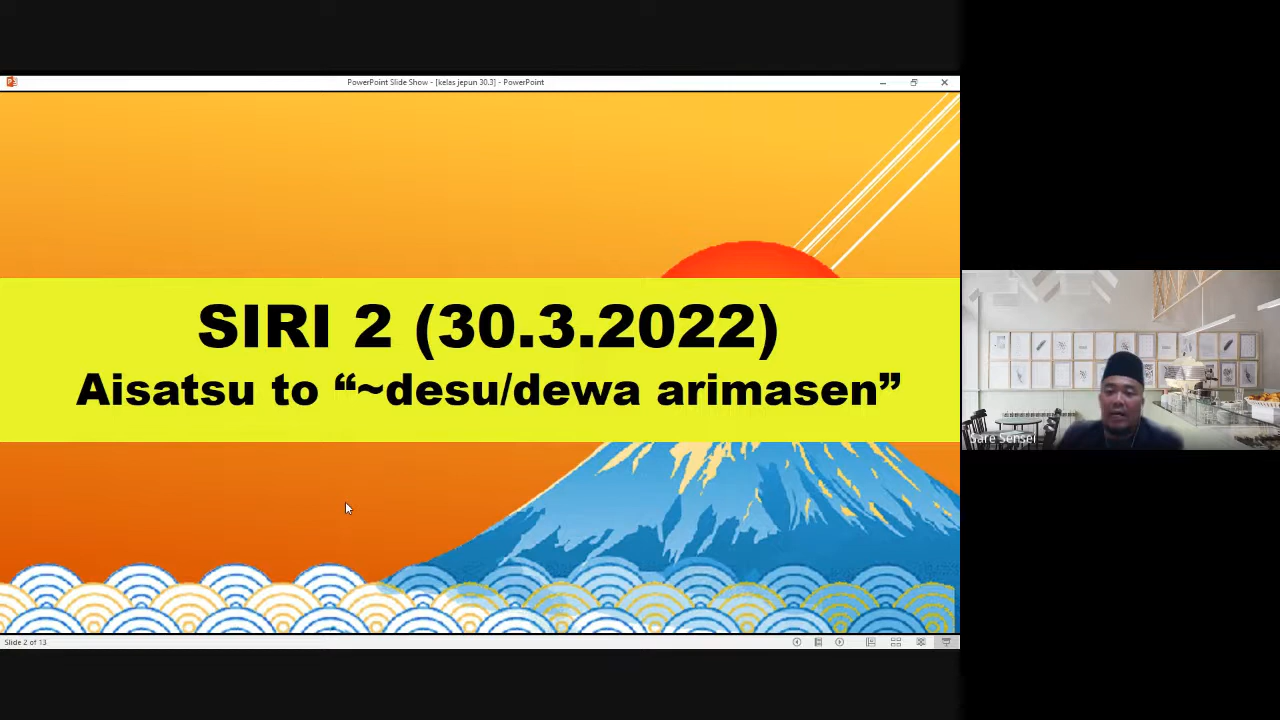 PowerPoint Slide Show - [kelas jepun 30.3] - PowerPoint
SIRI 2 (30.3.2022)
Aisatsu to “~desu/dewa arimasen”
Sare Sensei
Slide 2 of 13